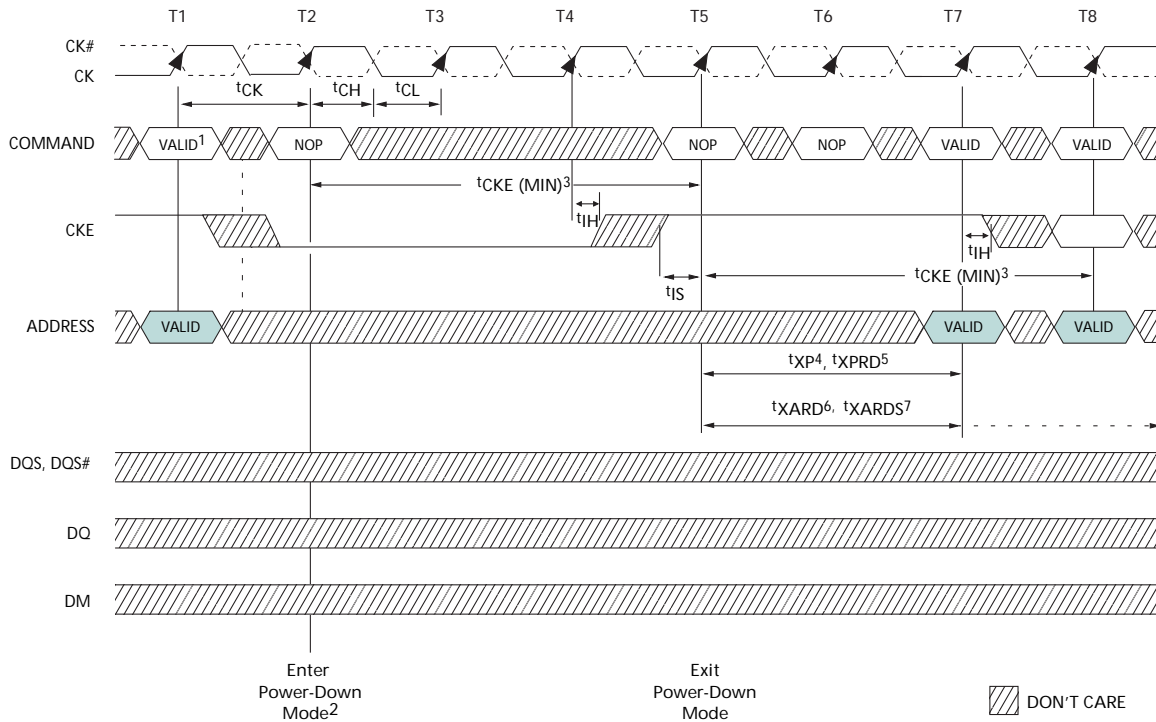 T1 T2 T3 T4 T5 T6 T7 T8
CK#
CK
tCK tCH tCL
COMMAND VALID1 NOP NOP NOP VALID VALID
tCKE (MIN)3
CKE
tIH
tIH
tIS
tCKE (MIN)3
ADDRESS VALID VALID VALID
tXP4, tXPRD5
tXARD6, tXARDS7
DQS, DQS#
DQ
DM
Enter
Power-Down
Mode2
Exit
Power-Down
Mode
DON'T CARE